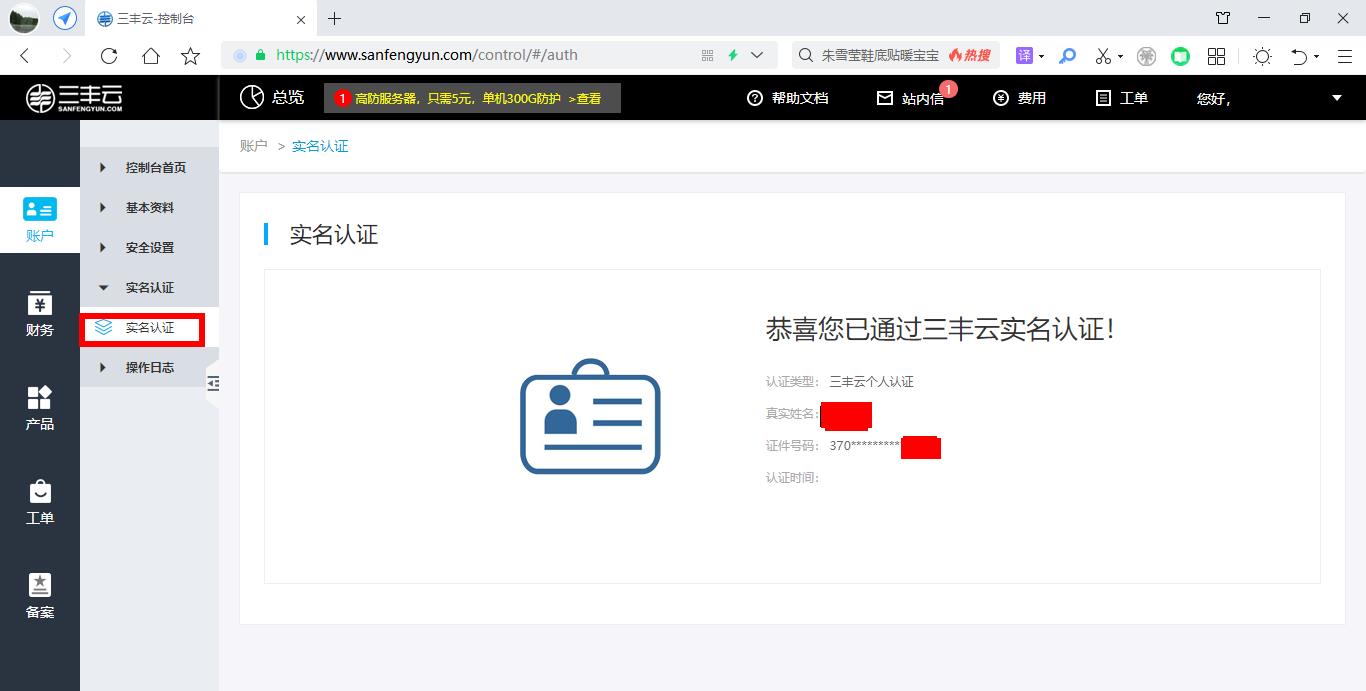 三丰云-控制台
https://www.sanfengyun.com/control/#/auth
朱雪莹鞋底贴暖宝宝 热搜
译
三丰云
SANFENGYUN.COM
总览
1 高防服务器，只需5元，单机300G防护 >查看
帮助文档
站内信 1
费用
工单
您好，
账户
财务
产品
工单
备案
控制台首页
基本资料
安全设置
实名认证
实名认证
操作日志
账户 > 实名认证
实名认证
恭喜您已通过三丰云实名认证！
认证类型： 三丰云个人认证
真实姓名：
证件号码： 370*********
认证时间：